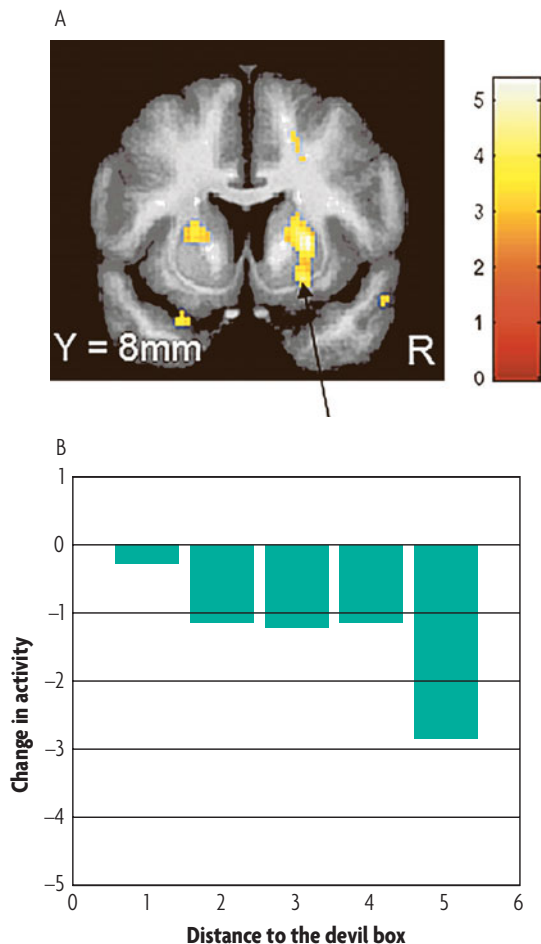 A
5
4
3
2
1
0
Y = 8mm
R
B
1
0
–1
–2
–3
–4
–5
Change in activity
0 1 2 3 4 5 6
Distance to the devil box